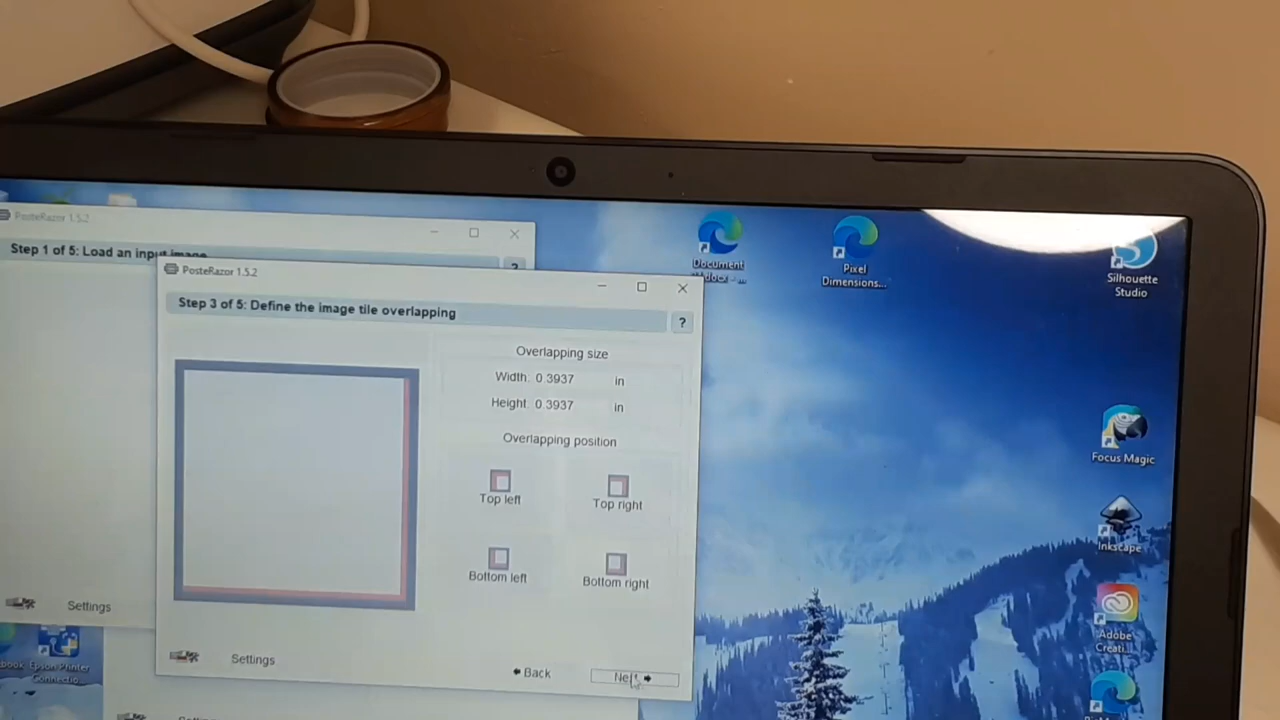 PosteRazor 1.5.2
Step 1 of 5: Load an input image
?
PosteRazor 1.5.2
Step 3 of 5: Define the image tile overlapping
?
Overlapping size
Width: 0.3937 in
Height: 0.3937 in
Overlapping position
Top left
Top right
Bottom left
Bottom right
Settings
Back
Settings
Document
.docx - ...
Pixel
Dimensions...
Silhouette
Studio
Focus Magic
Inkscape
Adobe
Creati...
Epson Printer
Connectio...